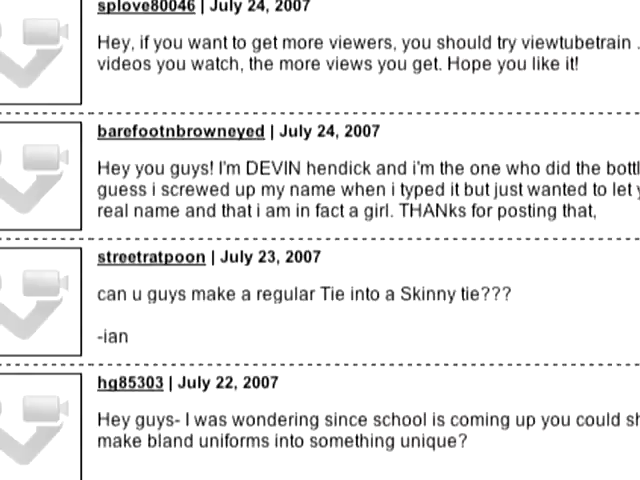 splove80046 | July 24, 2007
Hey, if you want to get more viewers, you should try viewtubetrain .
videos you watch, the more views you get. Hope you like it!
barefootnbrowneyed | July 24, 2007
Hey you guys! I'm DEVIN hendick and i'm the one who did the bottl
guess i screwed up my name when i typed it but just wanted to let
real name and that i am in fact a girl. THANks for posting that,
streetratpoon | July 23, 2007
can u guys make a regular Tie into a Skinny tie???
-ian
hq85303 | July 22, 2007
Hey guys- I was wondering since school is coming up you could sh
make bland uniforms into something unique?